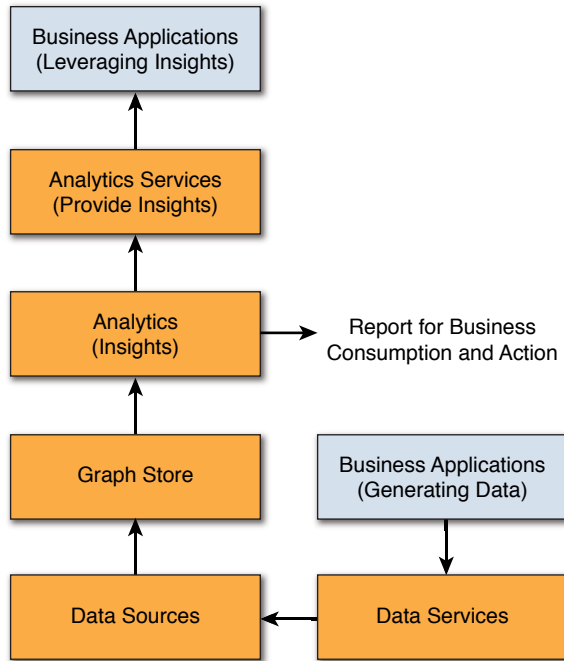 Business Applications
(Leveraging Insights)
Analytics Services
(Provide Insights)
Analytics
(Insights)
Report for Business
Consumption and Action
Graph Store
Business Applications
(Generating Data)
Data Sources
Data Services